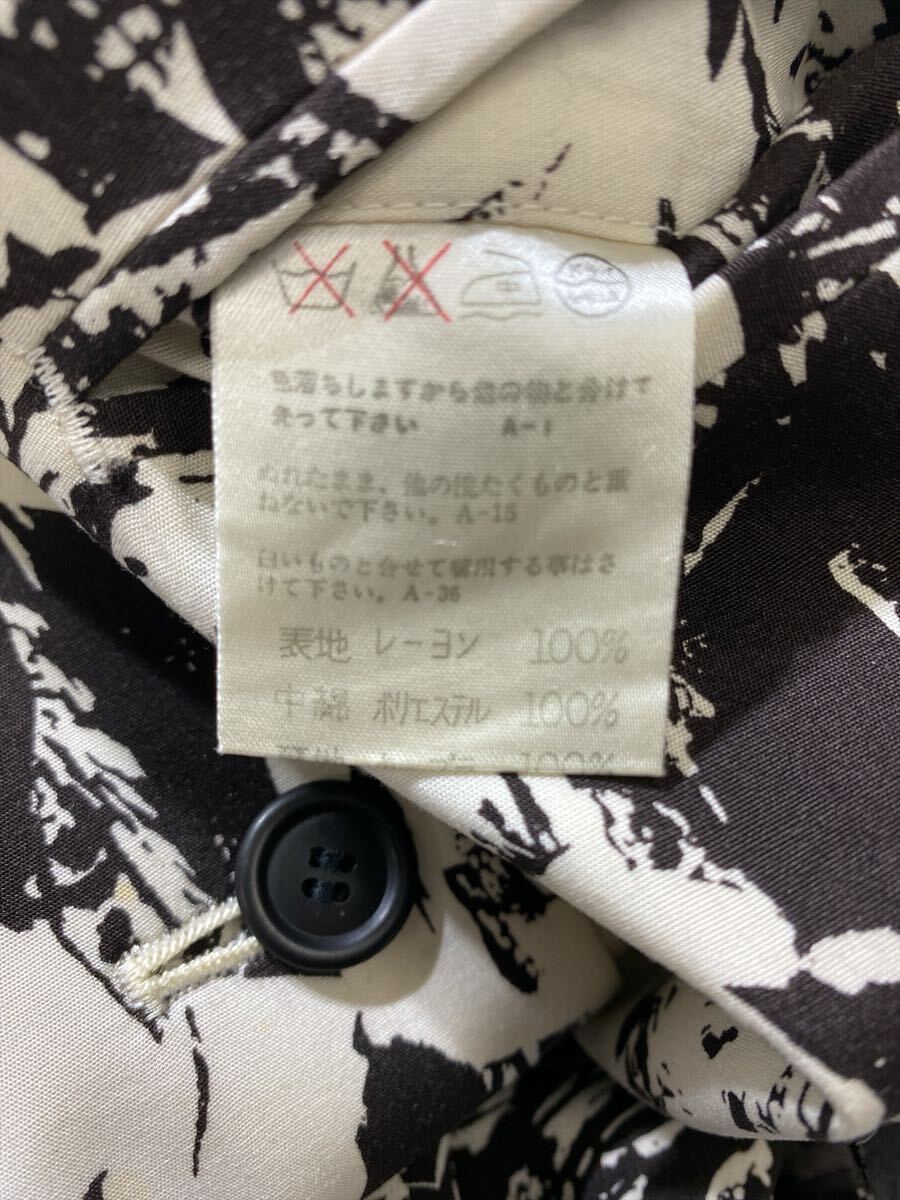 色落ちしますから他の物と分けて
洗って下さい A-1
ぬれたまま、他の洗たくものと重
ねないで下さい。A-15
白いものと合せて着用する事はさ
けて下さい。A-36
表地 レーヨン 100%
中綿 ポリエステル 100%
100%